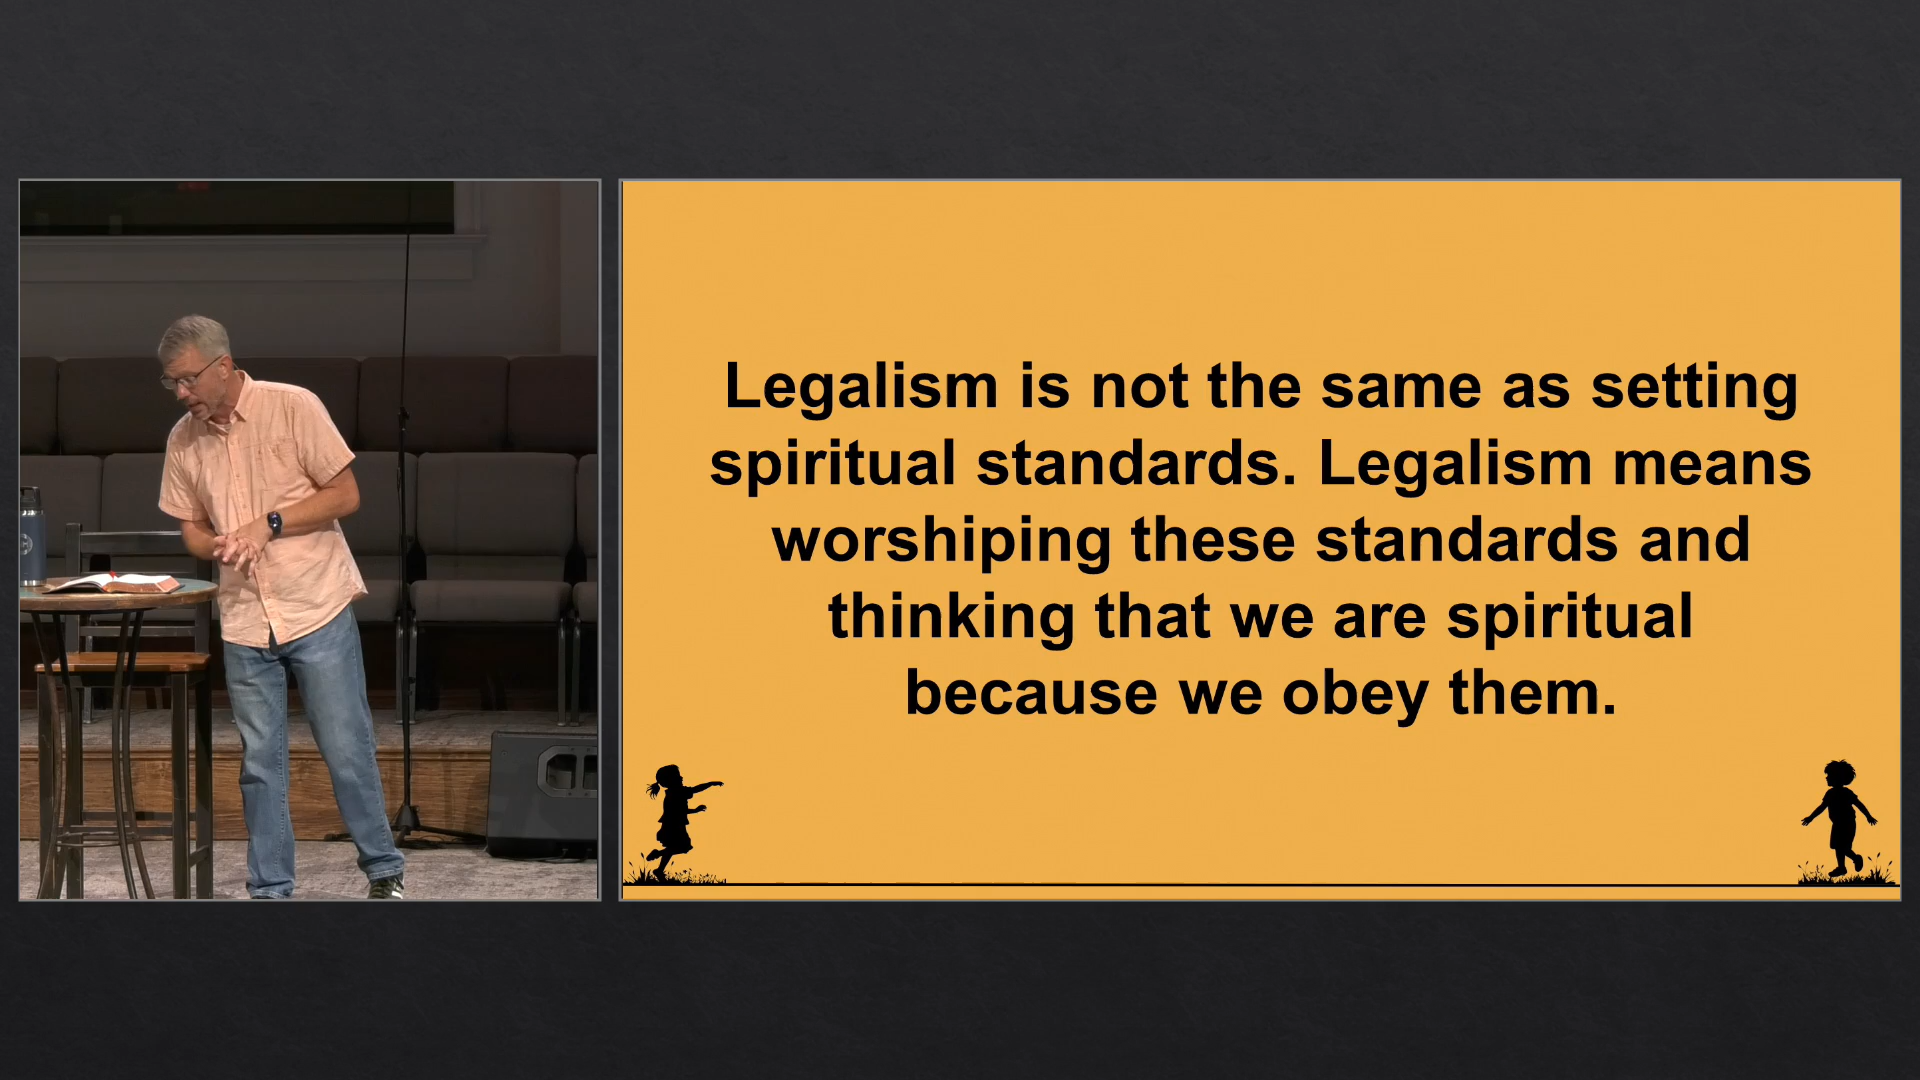 Legalism is not the same as setting
spiritual standards. Legalism means
worshiping these standards and
thinking that we are spiritual
because we obey them.